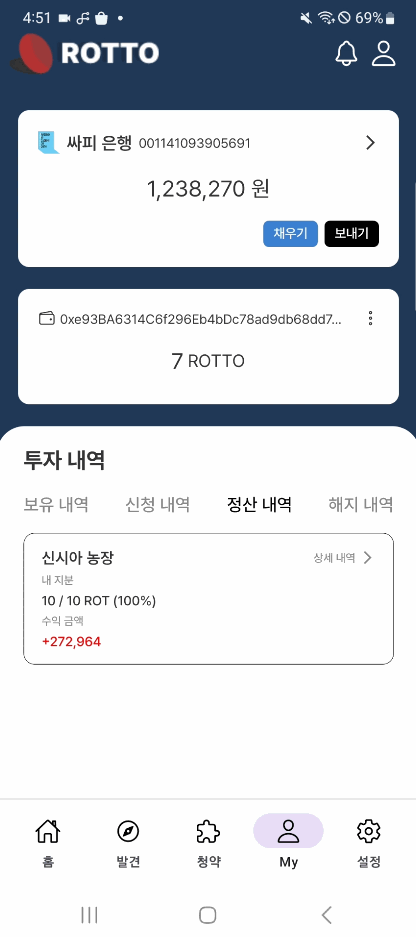 4:51 69%
ROTTO
싸피 은행 001141093905691
1,238,270 원
채우기 보내기
0xe93BA6314C6f296Eb4bDc78ad9db68dd7...
7 ROTTO
투자 내역
보유 내역 신청 내역 정산 내역 해지 내역
신시아 농장 상세 내역
내 지분
10 / 10 ROT (100%)
수익 금액
+272,964
홈 발견 청약 My 설정